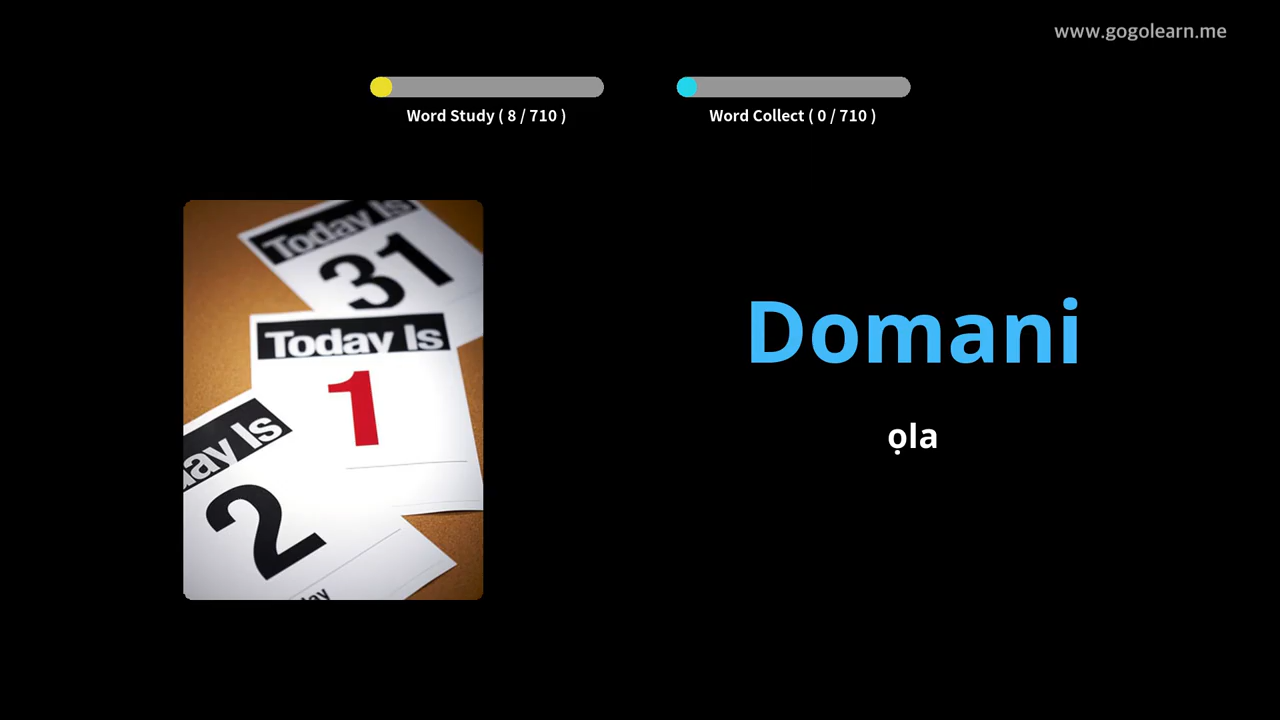 www.gogolearn.me
Word Study ( 8 / 710 )
Word Collect ( 0 / 710 )
Today Is
31
Today Is
1
ay Is
2
day
Domani
ọla